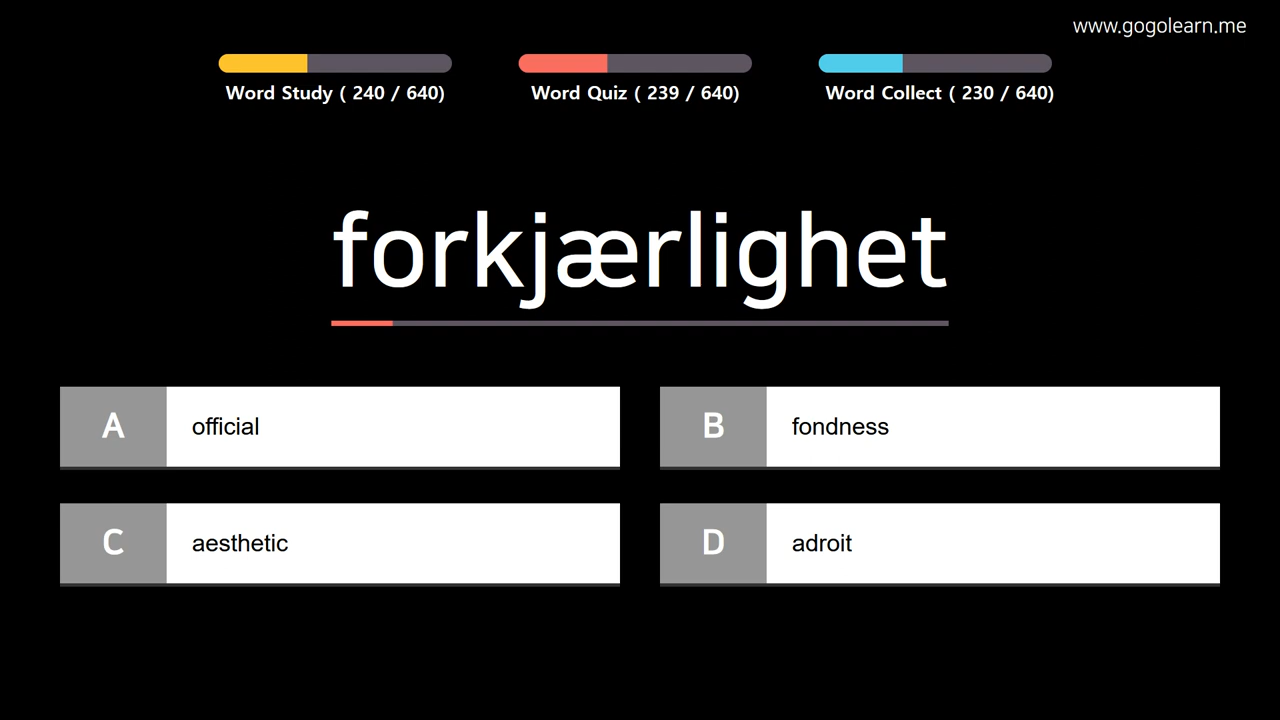 www.gogolearn.me
Word Study ( 240 / 640)
Word Quiz ( 239 / 640)
Word Collect ( 230 / 640)
forkjærlighet
A official
B fondness
C aesthetic
D adroit